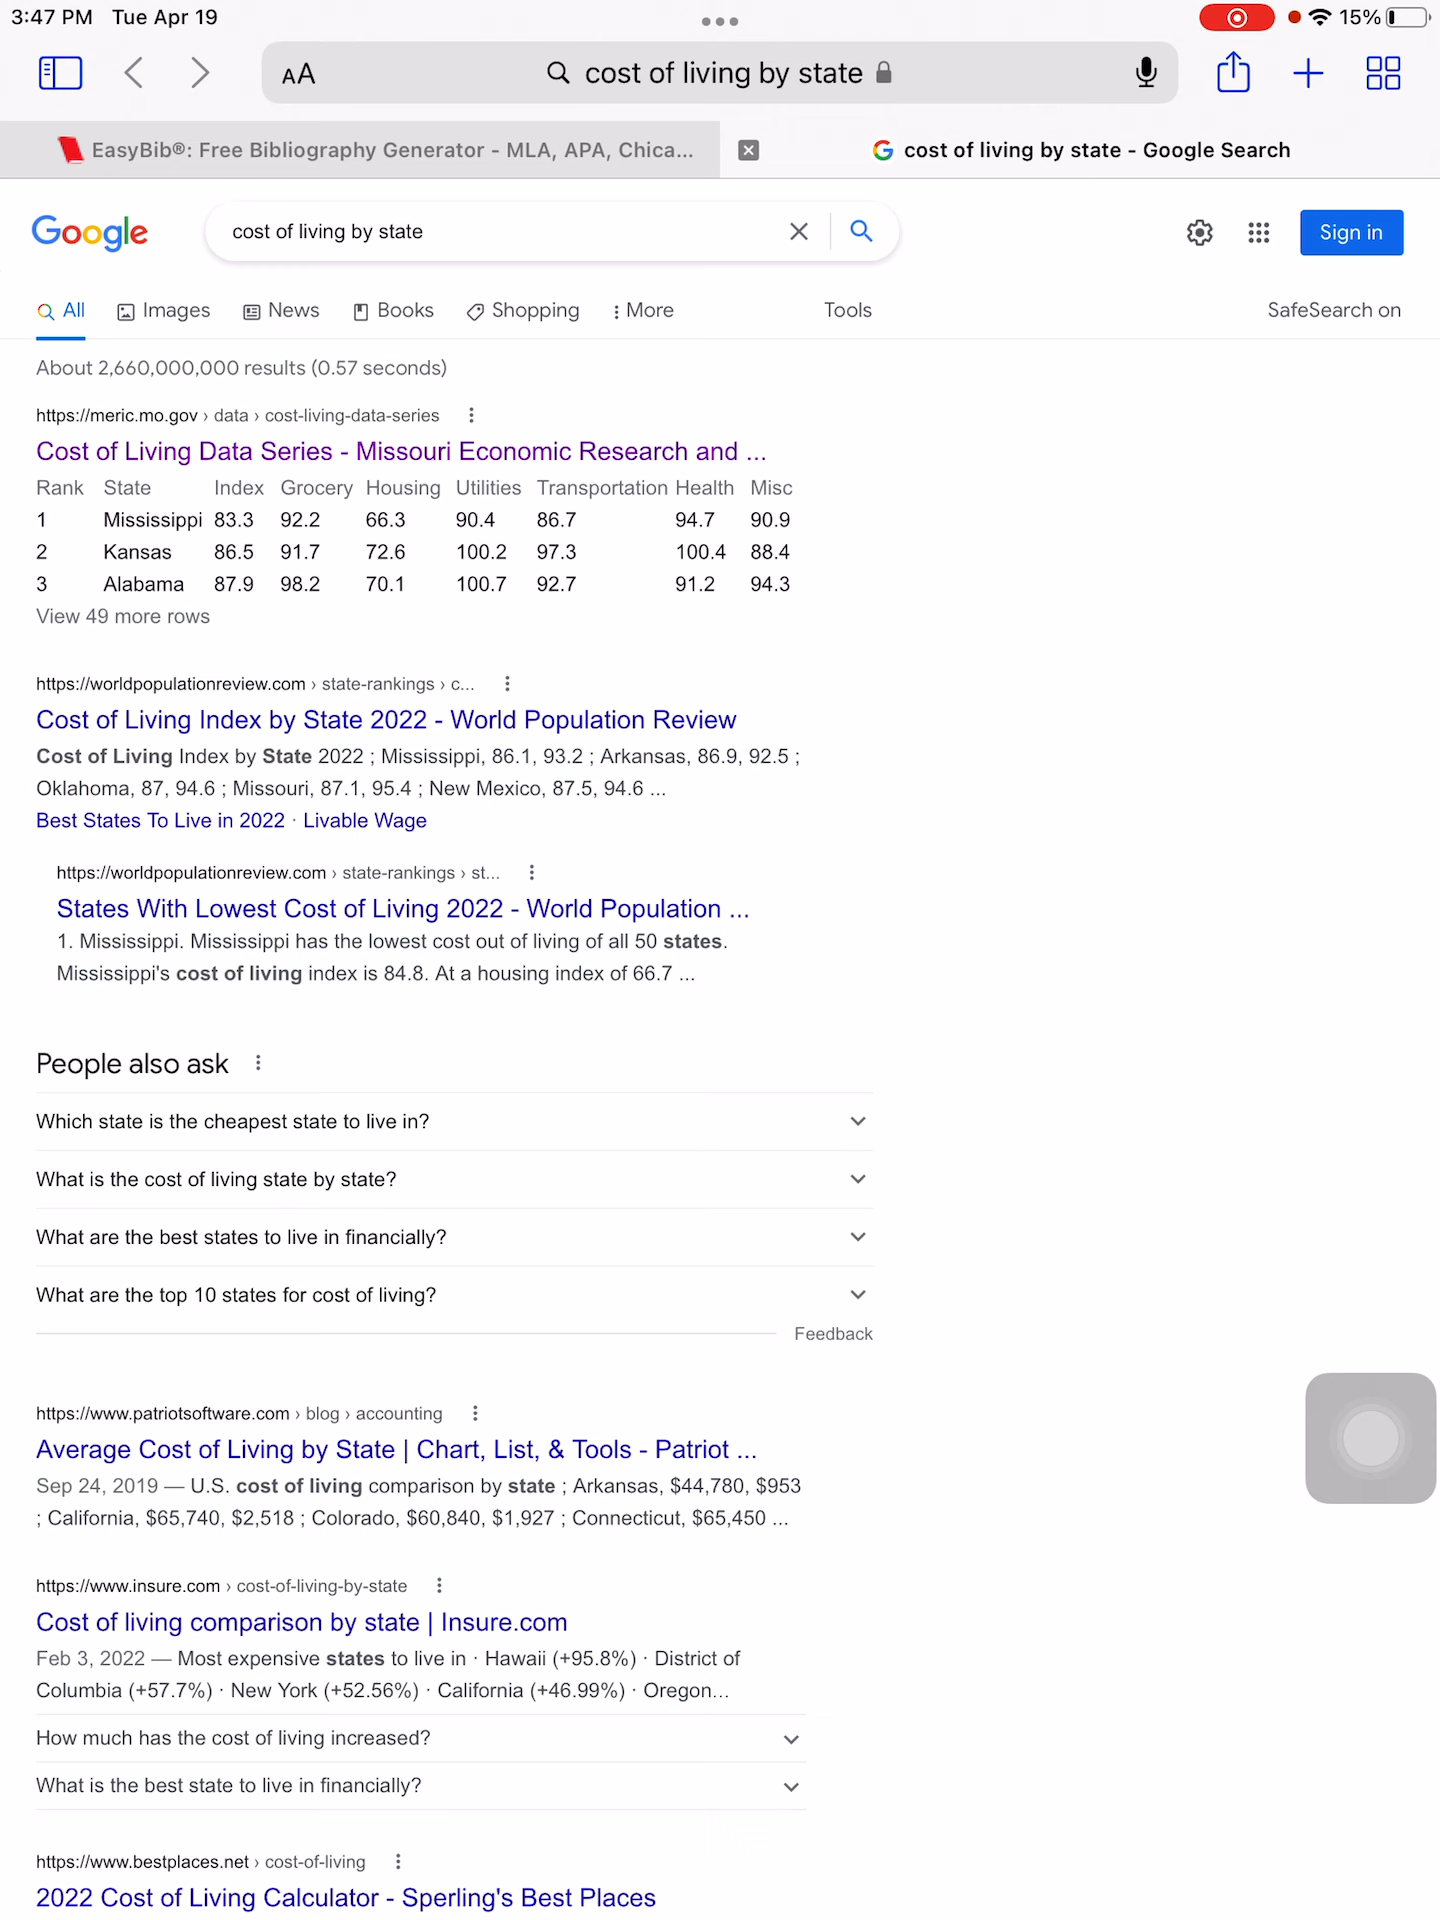 3:47 PM Tue Apr 19
15%
AA cost of living by state
EasyBib®: Free Bibliography Generator - MLA, APA, Chica...
cost of living by state - Google Search
Google cost of living by state Sign in
All Images News Books Shopping More Tools SafeSearch on
About 2,660,000,000 results (0.57 seconds)
https://meric.mo.gov › data › cost-living-data-series
Cost of Living Data Series - Missouri Economic Research and ...
Rank State Index Grocery Housing Utilities Transportation Health Misc
1 Mississippi 83.3 92.2 66.3 90.4 86.7 94.7 90.9
2 Kansas 86.5 91.7 72.6 100.2 97.3 100.4 88.4
3 Alabama 87.9 98.2 70.1 100.7 92.7 91.2 94.3
View 49 more rows
https://worldpopulationreview.com › state-rankings › c...
Cost of Living Index by State 2022 - World Population Review
Cost of Living Index by State 2022 ; Mississippi, 86.1, 93.2 ; Arkansas, 86.9, 92.5 ;
Oklahoma, 87, 94.6 ; Missouri, 87.1, 95.4 ; New Mexico, 87.5, 94.6 ...
Best States To Live in 2022 · Livable Wage
https://worldpopulationreview.com › state-rankings › st...
States With Lowest Cost of Living 2022 - World Population ...
1. Mississippi. Mississippi has the lowest cost out of living of all 50 states.
Mississippi's cost of living index is 84.8. At a housing index of 66.7 ...
People also ask
Which state is the cheapest state to live in?
What is the cost of living state by state?
What are the best states to live in financially?
What are the top 10 states for cost of living?
Feedback
https://www.patriotsoftware.com › blog › accounting
Average Cost of Living by State | Chart, List, & Tools - Patriot ...
Sep 24, 2019 — U.S. cost of living comparison by state ; Arkansas, $44,780, $953
; California, $65,740, $2,518 ; Colorado, $60,840, $1,927 ; Connecticut, $65,450 ...
https://www.insure.com › cost-of-living-by-state
Cost of living comparison by state | Insure.com
Feb 3, 2022 — Most expensive states to live in · Hawaii (+95.8%) · District of
Columbia (+57.7%) · New York (+52.56%) · California (+46.99%) · Oregon...
How much has the cost of living increased?
What is the best state to live in financially?
https://www.bestplaces.net › cost-of-living
2022 Cost of Living Calculator - Sperling's Best Places